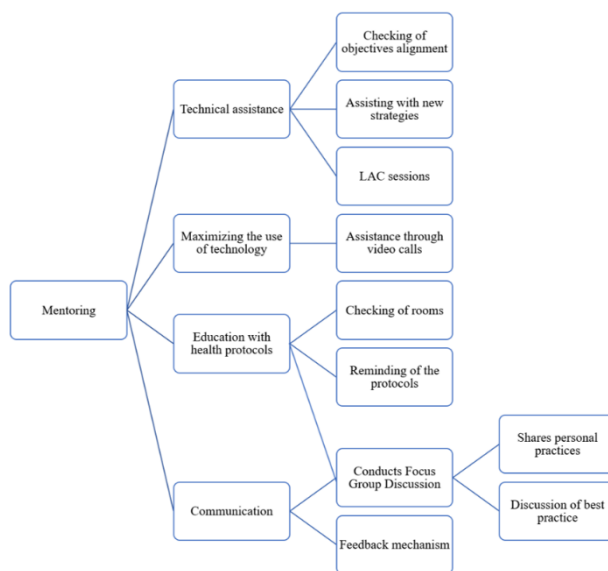 Checking of
objectives alignment
Technical assistance
Assisting with new
strategies
LAC sessions
Maximizing the use
of technology
Assistance through
video calls
Mentoring
Checking of rooms
Education with
health protocols
Reminding of the
protocols
Shares personal
practices
Conducts Focus
Group Discussion
Communication
Discussion of best
practice
Feedback mechanism